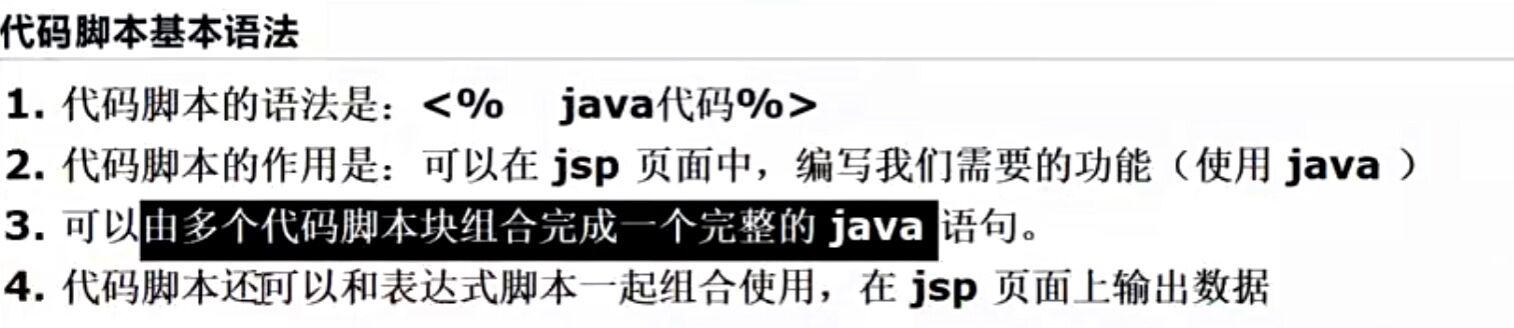 代码脚本基本语法
1. 代码脚本的语法是：<% java代码%>
2. 代码脚本的作用是：可以在 jsp 页面中，编写我们需要的功能（使用 java ）
3. 可以由多个代码脚本块组合完成一个完整的 java 语句。
4. 代码脚本还可以和表达式脚本一起组合使用，在 jsp 页面上输出数据